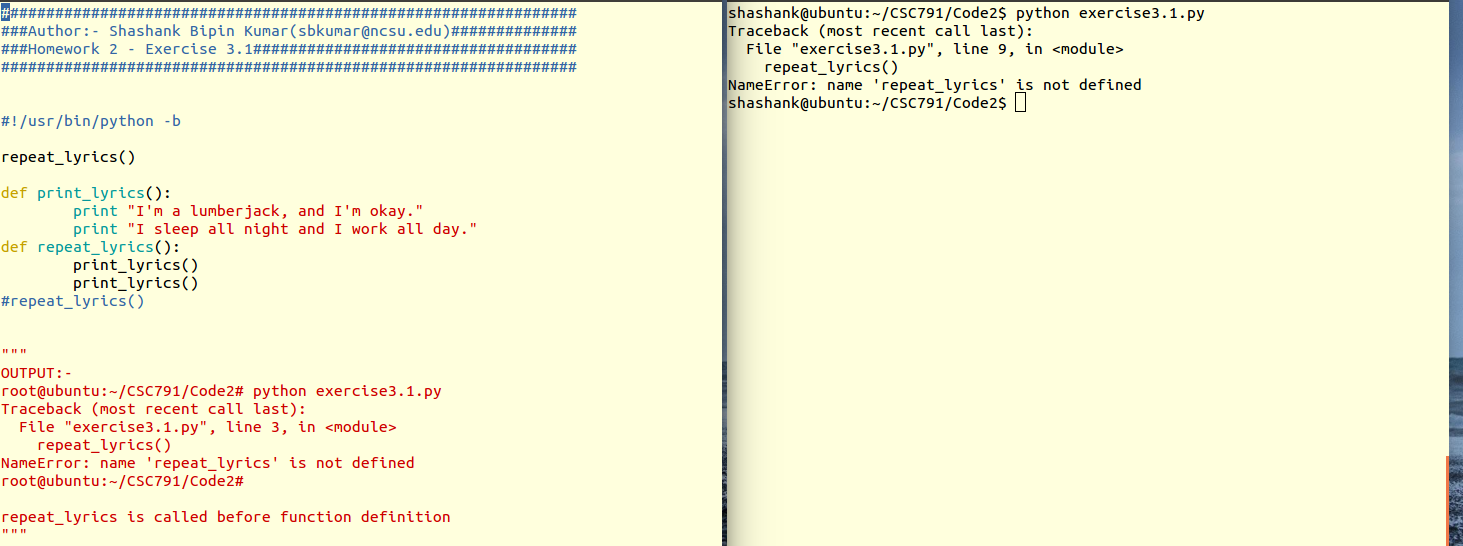 ################################################################
###Author:- Shashank Bipin Kumar(sbkumar@ncsu.edu)##############
###Homework 2 - Exercise 3.1####################################
################################################################
#!/usr/bin/python -b
repeat_lyrics()
def print_lyrics():
        print "I'm a lumberjack, and I'm okay."
        print "I sleep all night and I work all day."
def repeat_lyrics():
        print_lyrics()
        print_lyrics()
#repeat_lyrics()
"""
OUTPUT:-
root@ubuntu:~/CSC791/Code2# python exercise3.1.py
Traceback (most recent call last):
  File "exercise3.1.py", line 3, in <module>
    repeat_lyrics()
NameError: name 'repeat_lyrics' is not defined
root@ubuntu:~/CSC791/Code2#
repeat_lyrics is called before function definition
"""
shashank@ubuntu:~/CSC791/Code2$ python exercise3.1.py
Traceback (most recent call last):
  File "exercise3.1.py", line 9, in <module>
    repeat_lyrics()
NameError: name 'repeat_lyrics' is not defined
shashank@ubuntu:~/CSC791/Code2$